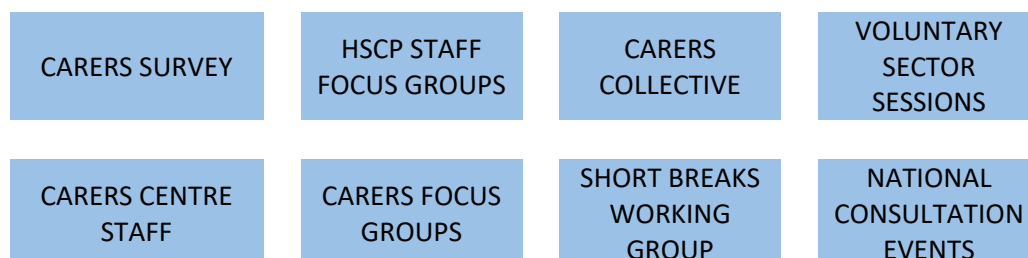 CARERS SURVEY
HSCP STAFF
FOCUS GROUPS
CARERS
COLLECTIVE
VOLUNTARY
SECTOR
SESSIONS
CARERS CENTRE
STAFF
CARERS FOCUS
GROUPS
SHORT BREAKS
WORKING
GROUP
NATIONAL
CONSULTATION
EVENTS